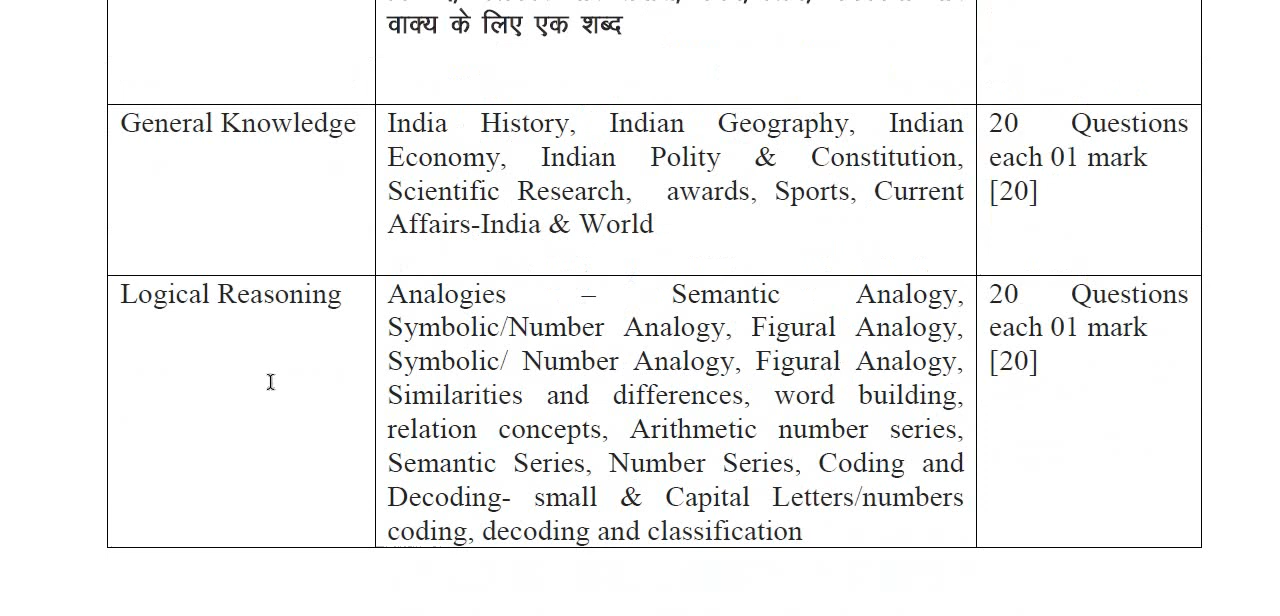 वाक्य के लिए एक शब्द
General Knowledge
India History, Indian Geography, Indian
Economy, Indian Polity & Constitution,
Scientific Research, awards, Sports, Current
Affairs-India & World
20 Questions
each 01 mark
[20]
Logical Reasoning
Analogies – Semantic Analogy,
Symbolic/Number Analogy, Figural Analogy,
Symbolic/ Number Analogy, Figural Analogy,
Similarities and differences, word building,
relation concepts, Arithmetic number series,
Semantic Series, Number Series, Coding and
Decoding- small & Capital Letters/numbers
coding, decoding and classification
20 Questions
each 01 mark
[20]